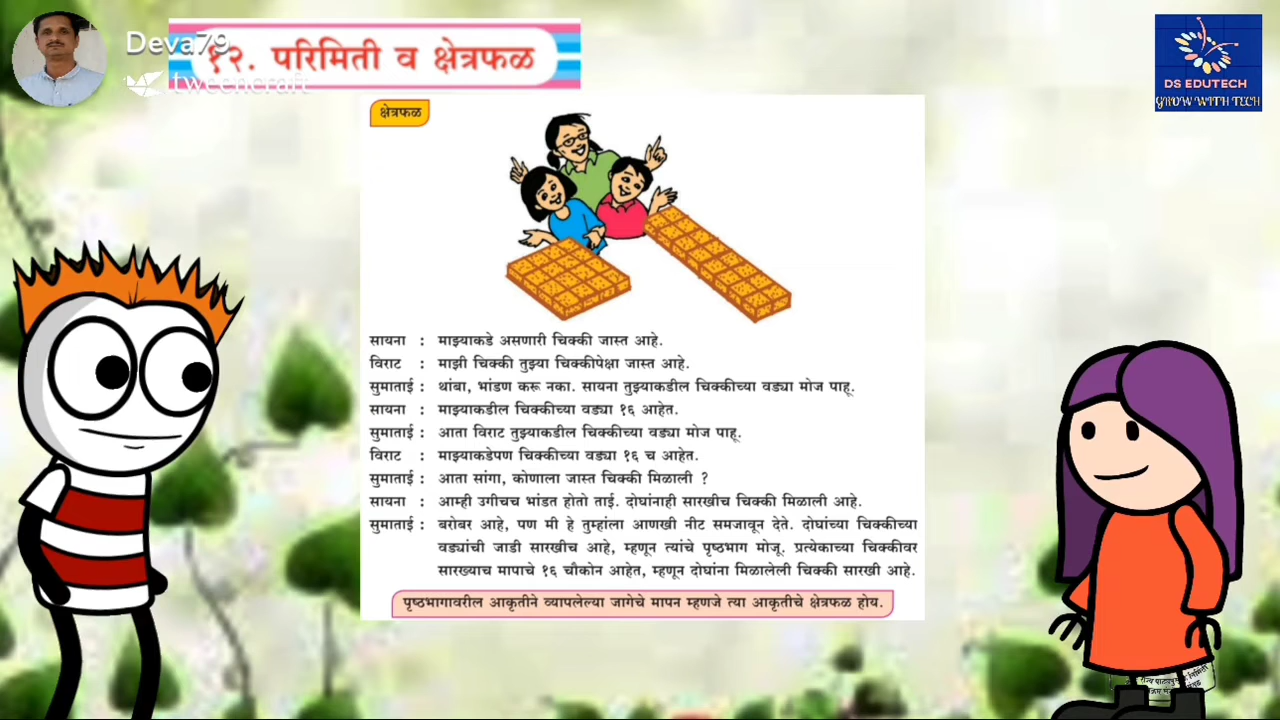 Deva79
tweencraft
१२. परिमिती व क्षेत्रफळ
DS EDUTECH
GROW WITH TECH
क्षेत्रफळ
सायना : माझ्याकडे असणारी चिक्की जास्त आहे.
विराट : माझी चिक्की तुझ्या चिक्कीपेक्षा जास्त आहे.
सुमाताई : थांबा, भांडण करू नका. सायना तुझ्याकडील चिक्कीच्या वड्या मोज पाहू.
सायना : माझ्याकडील चिक्कीच्या वड्या १६ आहेत.
सुमाताई : आता विराट तुझ्याकडील चिक्कीच्या वड्या मोज पाहू.
विराट : माझ्याकडेपण चिक्कीच्या वड्या १६ च आहेत.
सुमाताई : आता सांगा, कोणाला जास्त चिक्की मिळाली ?
सायना : आम्ही उगीचच भांडत होतो ताई. दोघांनाही सारखीच चिक्की मिळाली आहे.
सुमाताई : बरोबर आहे, पण मी हे तुम्हांला आणखी नीट समजावून देते. दोघांच्या चिक्कीच्या
वड्यांची जाडी सारखीच आहे, म्हणून त्यांचे पृष्ठभाग मोजू. प्रत्येकाच्या चिक्कीवर
सारख्याच मापाचे १६ चौकोन आहेत, म्हणून दोघांना मिळालेली चिक्की सारखी आहे.
पृष्ठभागावरील आकृतीने व्यापलेल्या जागेचे मापन म्हणजे त्या आकृतीचे क्षेत्रफळ होय.